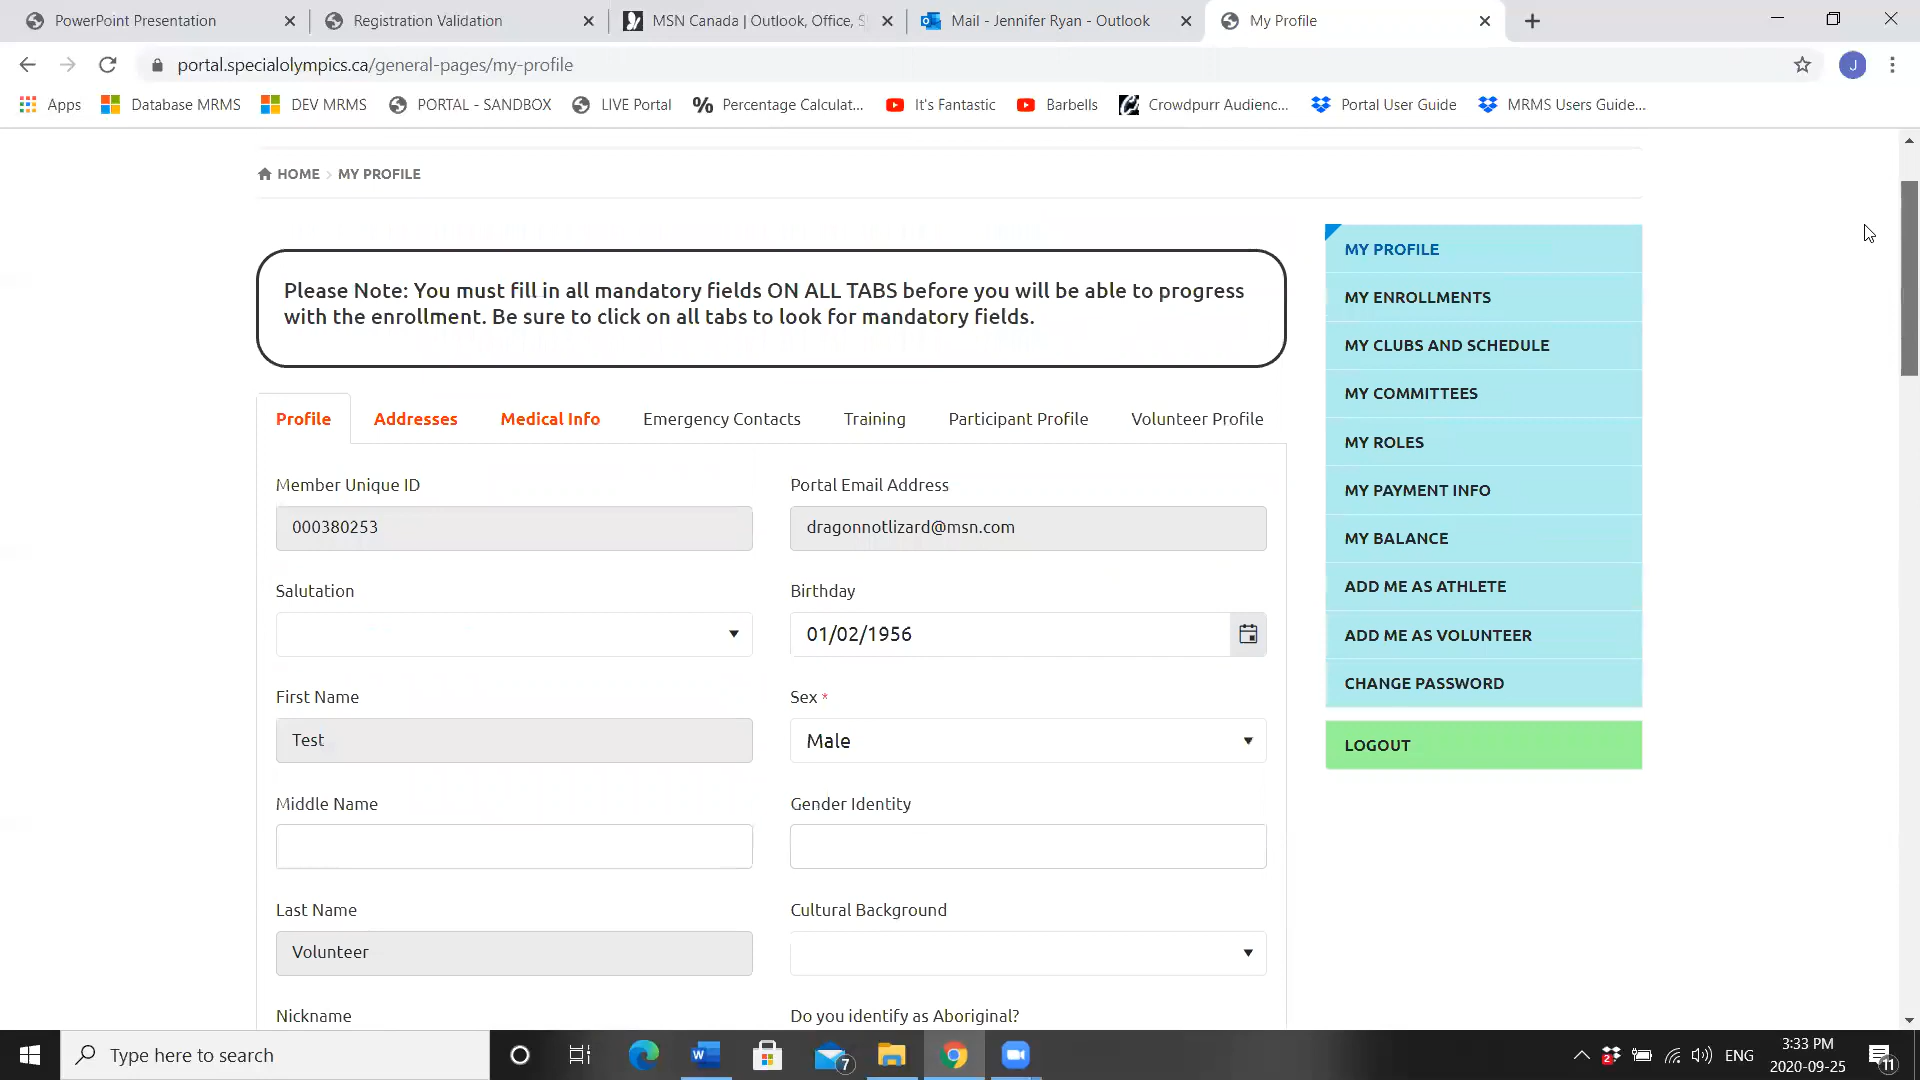 PowerPoint Presentation
Registration Validation
MSN Canada | Outlook, Office, S
Mail - Jennifer Ryan - Outlook
My Profile
portal.specialolympics.ca/general-pages/my-profile
J
Apps
Database MRMS
DEV MRMS
PORTAL - SANDBOX
LIVE Portal
Percentage Calculat...
It's Fantastic
Barbells
Crowdpurr Audienc...
Portal User Guide
MRMS Users Guide...
HOME > MY PROFILE
Please Note: You must fill in all mandatory fields ON ALL TABS before you will be able to progress
with the enrollment. Be sure to click on all tabs to look for mandatory fields.
Profile
Addresses
Medical Info
Emergency Contacts
Training
Participant Profile
Volunteer Profile
Member Unique ID
000380253
Portal Email Address
dragonnotlizard@msn.com
Salutation
Birthday
01/02/1956
First Name
Test
Sex *
Male
Middle Name
Gender Identity
Last Name
Volunteer
Cultural Background
Nickname
Do you identify as Aboriginal?
MY PROFILE
MY ENROLLMENTS
MY CLUBS AND SCHEDULE
MY COMMITTEES
MY ROLES
MY PAYMENT INFO
MY BALANCE
ADD ME AS ATHLETE
ADD ME AS VOLUNTEER
CHANGE PASSWORD
LOGOUT
Type here to search
W
7
2
ENG
3:33 PM
2020-09-25
11